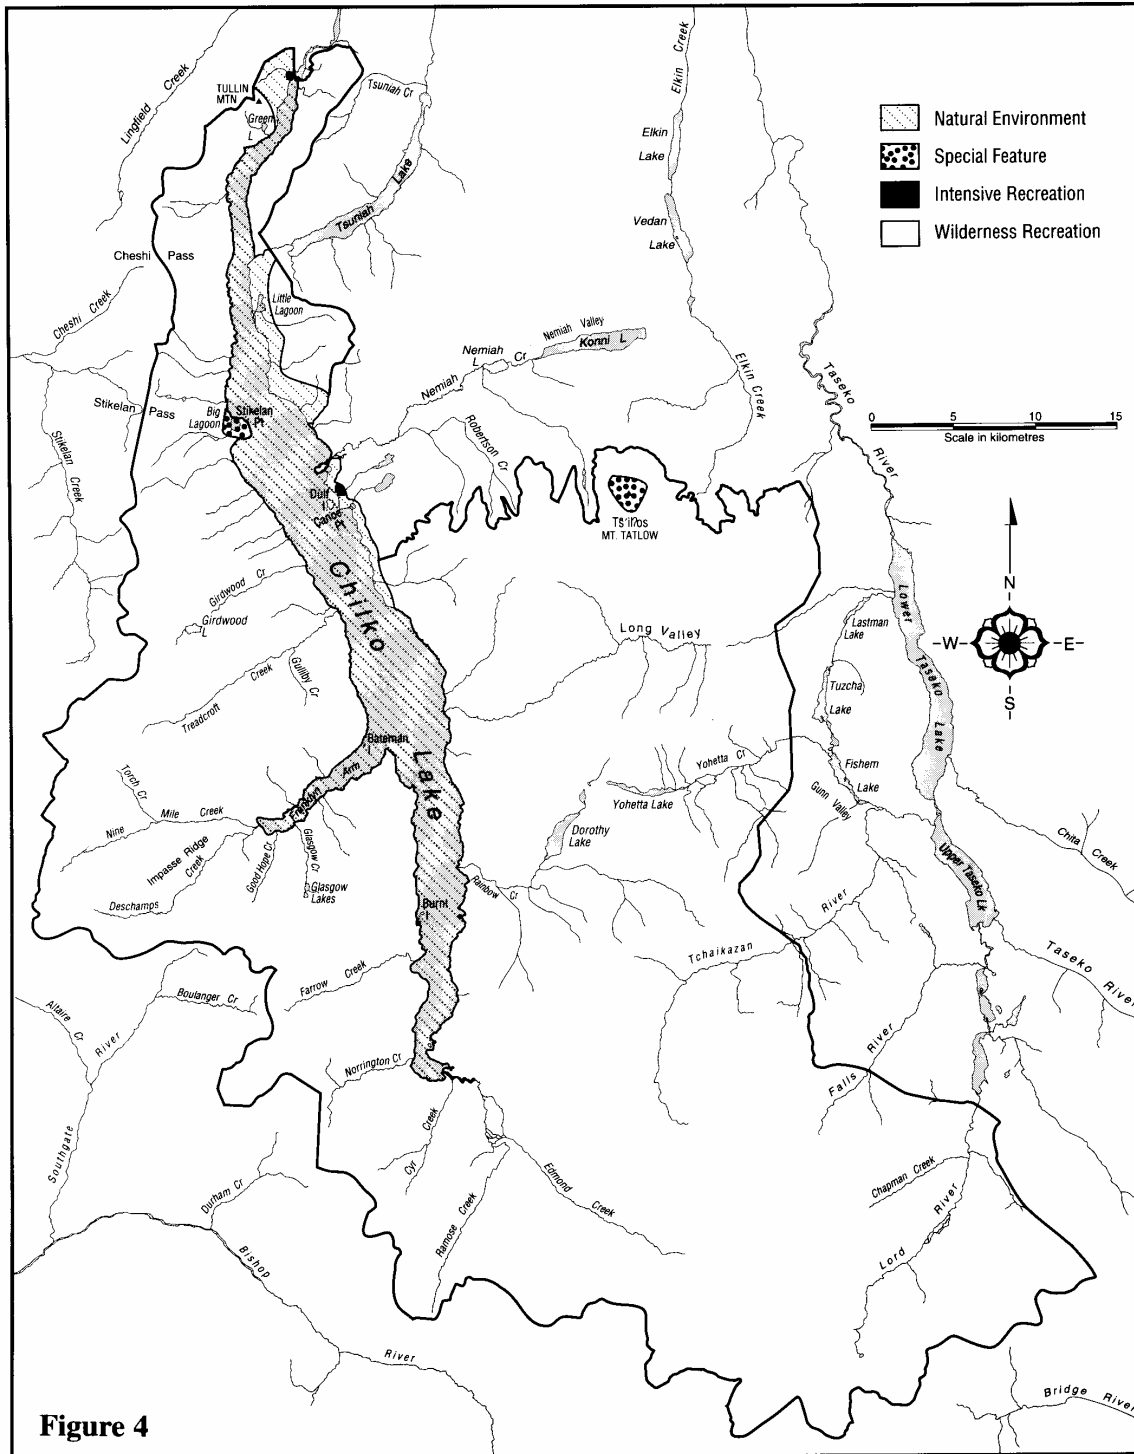 Elkin Creek
Lingfield Creek
TULLIN
MTN
Green
L
Tsuniah Cr
Elkin
Lake
Tsuniah Lake
Vedan
Lake
Natural Environment
Special Feature
Intensive Recreation
Wilderness Recreation
Cheshi Pass
Cheshi Creek
Little
Lagoon
Nemiah Valley
Konni L
Nemiah
L
Nemiah Cr
Elkin Creek
Taseko River
Stikelan Pass
Big
Lagoon
Stikelan
Pt
Stikelan Creek
Robertson Cr
0 5 10 15
Scale in kilometres
Duff
I
Canoe
Pt
Ts'il?os
MT. TATLOW
N
W
E
S
Chilko Lake
Girdwood Cr
Girdwood
L
Long Valley
Lastman
Lake
Lower Taseko Lake
Gulliby Cr
Treadcroft Creek
Tuzcha
Lake
Bateman
I
Franklyn Arm
Torch Cr
Nine Mile Creek
Impasse Ridge
Deschamps Creek
Good Hope Cr
Glasgow Cr
Glasgow
Lakes
Yohetta Cr
Yohetta Lake
Fishem
Lake
Gunn Valley
Dorothy
Lake
Chita Creek
Upper Taseko Lk
Rainbow Cr
Burnt
I
Tchaikazan River
Taseko River
Farrow Creek
Boulanger Cr
Alfaire Cr
Southgate River
Norrington Cr
Falls River
Cyr Creek
Edmond Creek
Ramose Creek
Chapman Creek
Lord River
Durham Cr
Bishop River
Bridge River
Figure 4